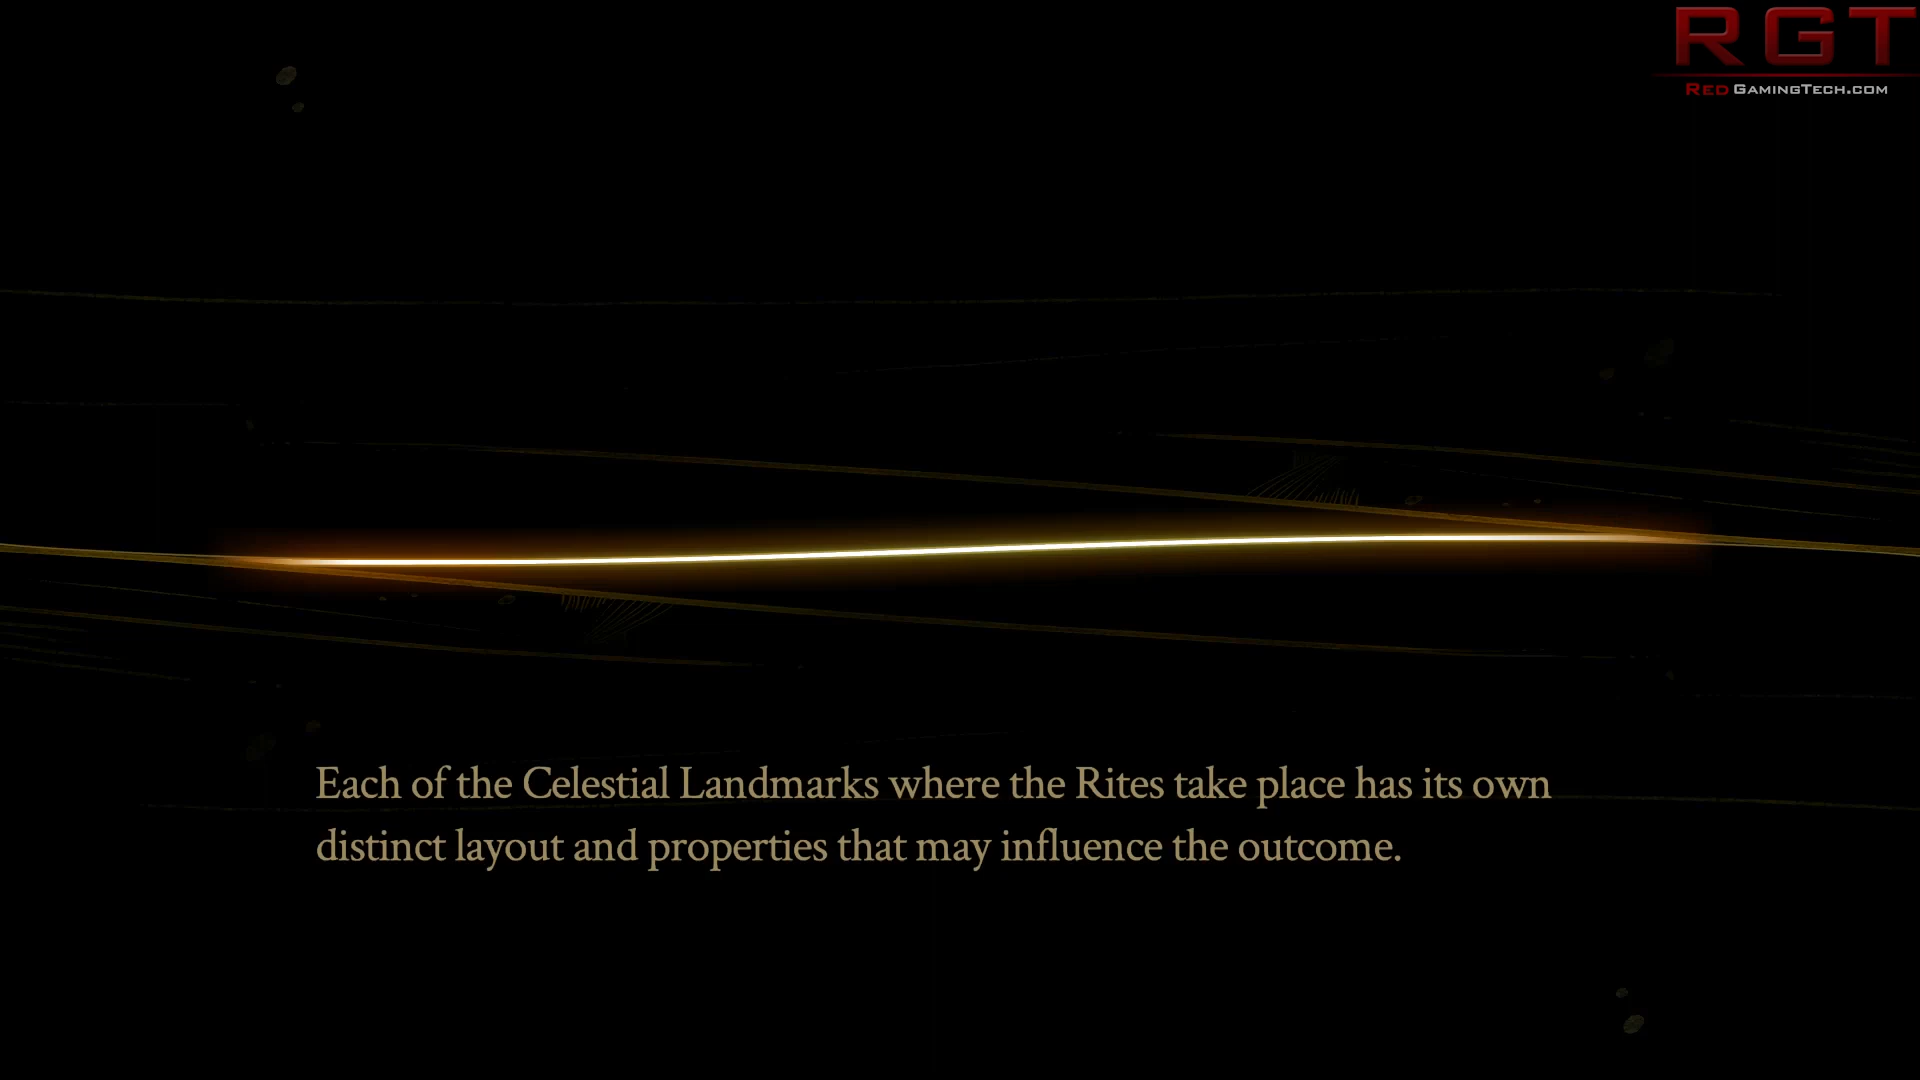 RGT
RED GAMINGTECH.COM
Each of the Celestial Landmarks where the Rites take place has its own
distinct layout and properties that may influence the outcome.